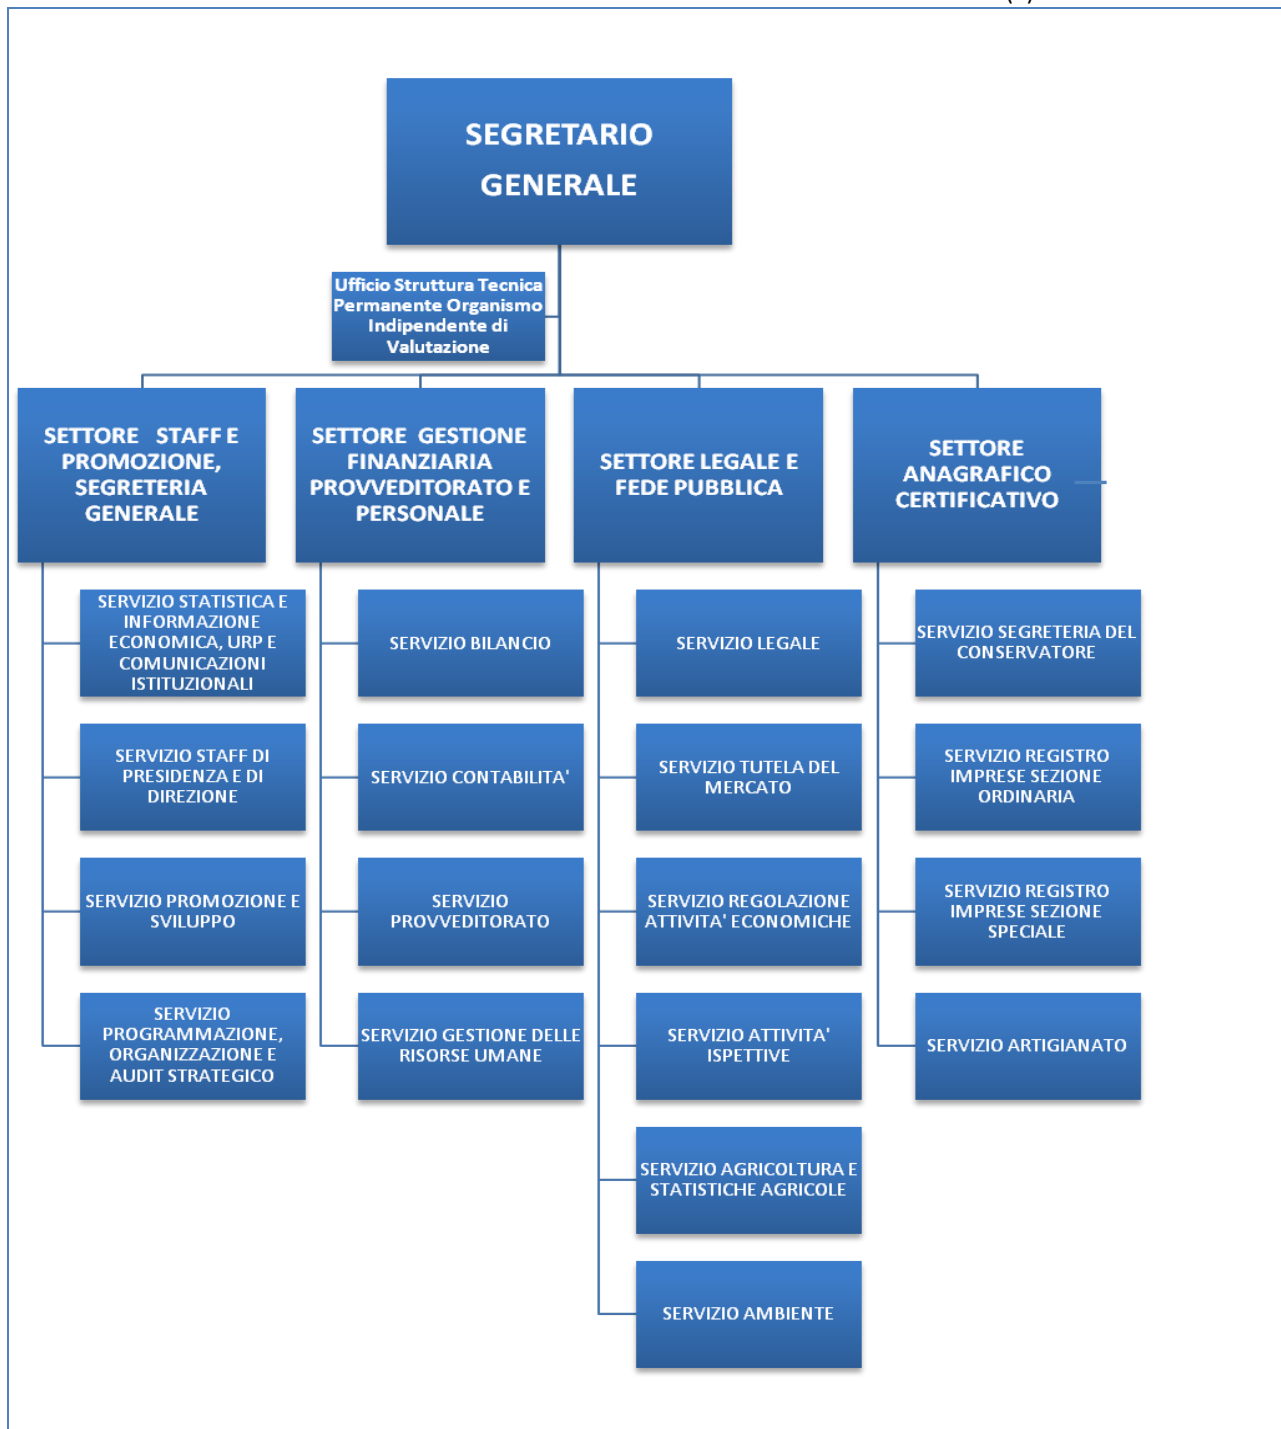 SEGRETARIO
GENERALE
Ufficio Struttura Tecnica
Permanente Organismo
Indipendente di
Valutazione
SETTORE STAFF E
PROMOZIONE,
SEGRETERIA
GENERALE
SETTORE GESTIONE
FINANZIARIA
PROVVEDITORATO E
PERSONALE
SETTORE LEGALE E
FEDE PUBBLICA
SETTORE
ANAGRAFICO
CERTIFICATIVO
SERVIZIO STATISTICA E
INFORMAZIONE
ECONOMICA, URP E
COMUNICAZIONI
ISTITUZIONALI
SERVIZIO STAFF DI
PRESIDENZA E DI
DIREZIONE
SERVIZIO PROMOZIONE E
SVILUPPO
SERVIZIO
PROGRAMMAZIONE,
ORGANIZZAZIONE E
AUDIT STRATEGICO
SERVIZIO BILANCIO
SERVIZIO CONTABILITA'
SERVIZIO
PROVVEDITORATO
SERVIZIO GESTIONE DELLE
RISORSE UMANE
SERVIZIO LEGALE
SERVIZIO TUTELA DEL
MERCATO
SERVIZIO REGOLAZIONE
ATTIVITA' ECONOMICHE
SERVIZIO ATTIVITA'
ISPETTIVE
SERVIZIO AGRICOLTURA E
STATISTICHE AGRICOLE
SERVIZIO AMBIENTE
SERVIZIO SEGRETERIA DEL
CONSERVATORE
SERVIZIO REGISTRO
IMPRESE SEZIONE
ORDINARIA
SERVIZIO REGISTRO
IMPRESE SEZIONE
SPECIALE
SERVIZIO ARTIGIANATO